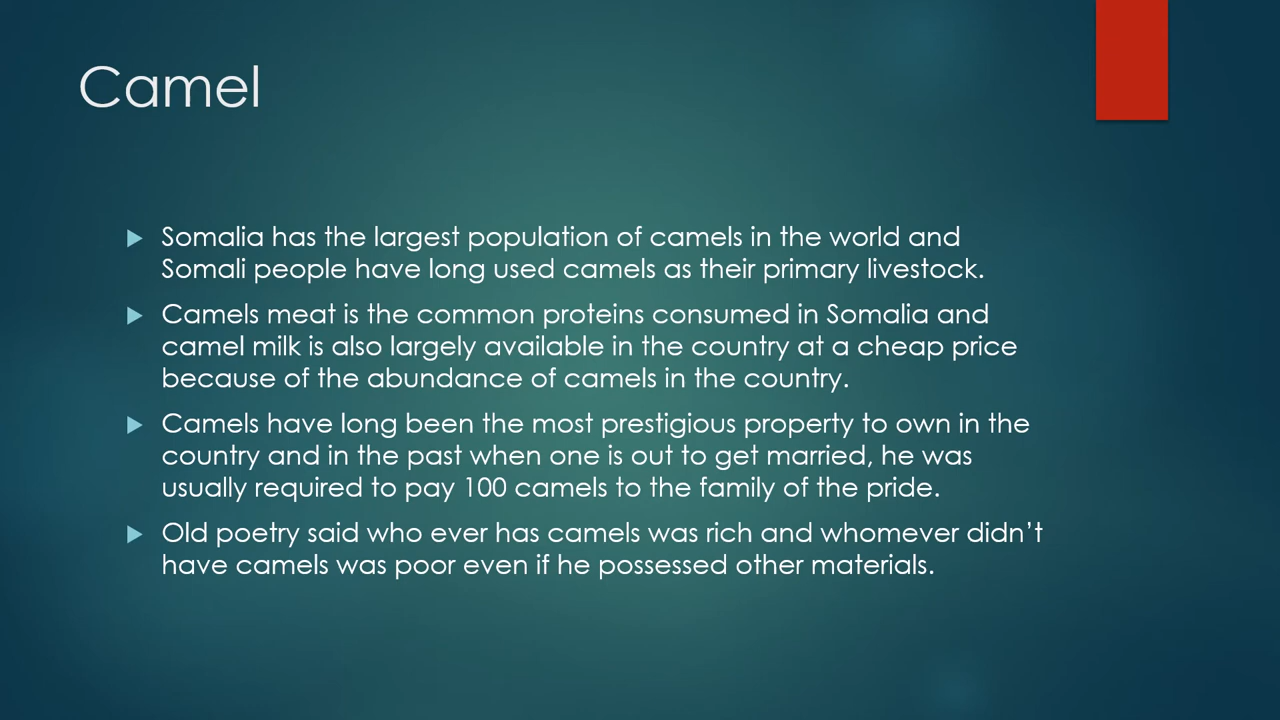 Camel
Somalia has the largest population of camels in the world and
Somali people have long used camels as their primary livestock.
Camels meat is the common proteins consumed in Somalia and
camel milk is also largely available in the country at a cheap price
because of the abundance of camels in the country.
Camels have long been the most prestigious property to own in the
country and in the past when one is out to get married, he was
usually required to pay 100 camels to the family of the pride.
Old poetry said who ever has camels was rich and whomever didn’t
have camels was poor even if he possessed other materials.